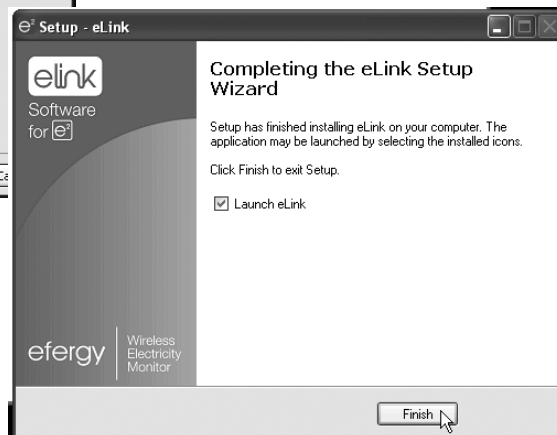 e² Setup - eLink
elink
Software
for e²
Completing the eLink Setup
Wizard
Setup has finished installing eLink on your computer. The
application may be launched by selecting the installed icons.
Click Finish to exit Setup.
Launch eLink
efergy
Wireless
Electricity
Monitor
Finish
Ca